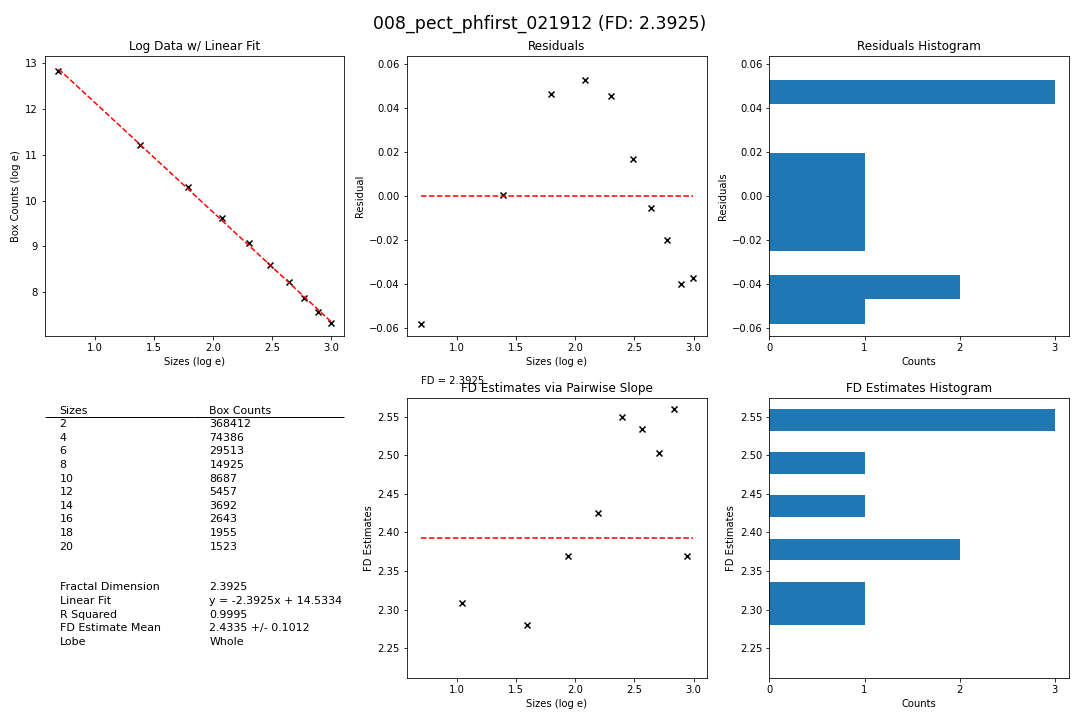 008_pect_phfirst_021912 (FD: 2.3925)
Log Data w/ Linear Fit
Box Counts (log e)
13
12
11
10
9
8
1.0 1.5 2.0 2.5 3.0
Sizes (log e)
Residuals
Residual
0.06
0.04
0.02
0.00
−0.02
−0.04
−0.06
1.0 1.5 2.0 2.5 3.0
Sizes (log e)
Residuals Histogram
Residuals
0.06
0.04
0.02
0.00
−0.02
−0.04
−0.06
0 1 2 3
Counts
Sizes Box Counts
2 368412
4 74386
6 29513
8 14925
10 8687
12 5457
14 3692
16 2643
18 1955
20 1523
Fractal Dimension 2.3925
Linear Fit y = -2.3925x + 14.5334
R Squared 0.9995
FD Estimate Mean 2.4335 +/- 0.1012
Lobe Whole
FD = 2.3925
FD Estimates via Pairwise Slope
FD Estimates
2.55
2.50
2.45
2.40
2.35
2.30
2.25
1.0 1.5 2.0 2.5 3.0
Sizes (log e)
FD Estimates Histogram
FD Estimates
2.55
2.50
2.45
2.40
2.35
2.30
2.25
0 1 2 3
Counts